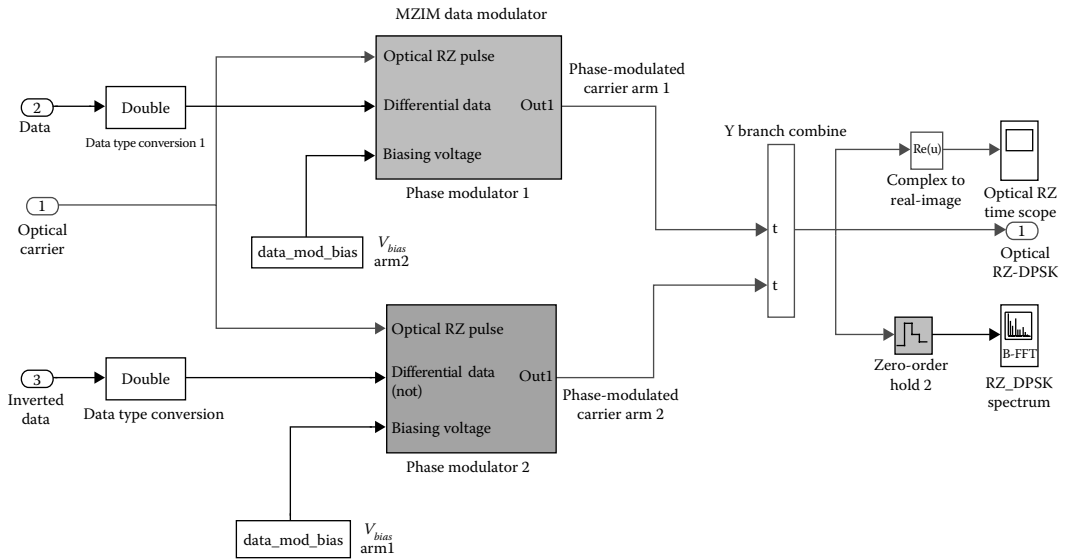 MZIM data modulator
Optical RZ pulse
Differential data
Out1
Biasing voltage
Phase modulator 1
Phase-modulated
carrier arm 1
2
Data
Double
Data type conversion 1
1
Optical
carrier
data_mod_bias
V_bias
arm2
Y branch combine
t
t
Re(u)
Complex to
real-image
Optical RZ
time scope
1
Optical
RZ-DPSK
Zero-order
hold 2
B-FFT
RZ_DPSK
spectrum
Optical RZ pulse
Differential data
(not)
Out1
Biasing voltage
Phase modulator 2
Phase-modulated
carrier arm 2
3
Inverted
data
Double
Data type conversion
data_mod_bias
V_bias
arm1